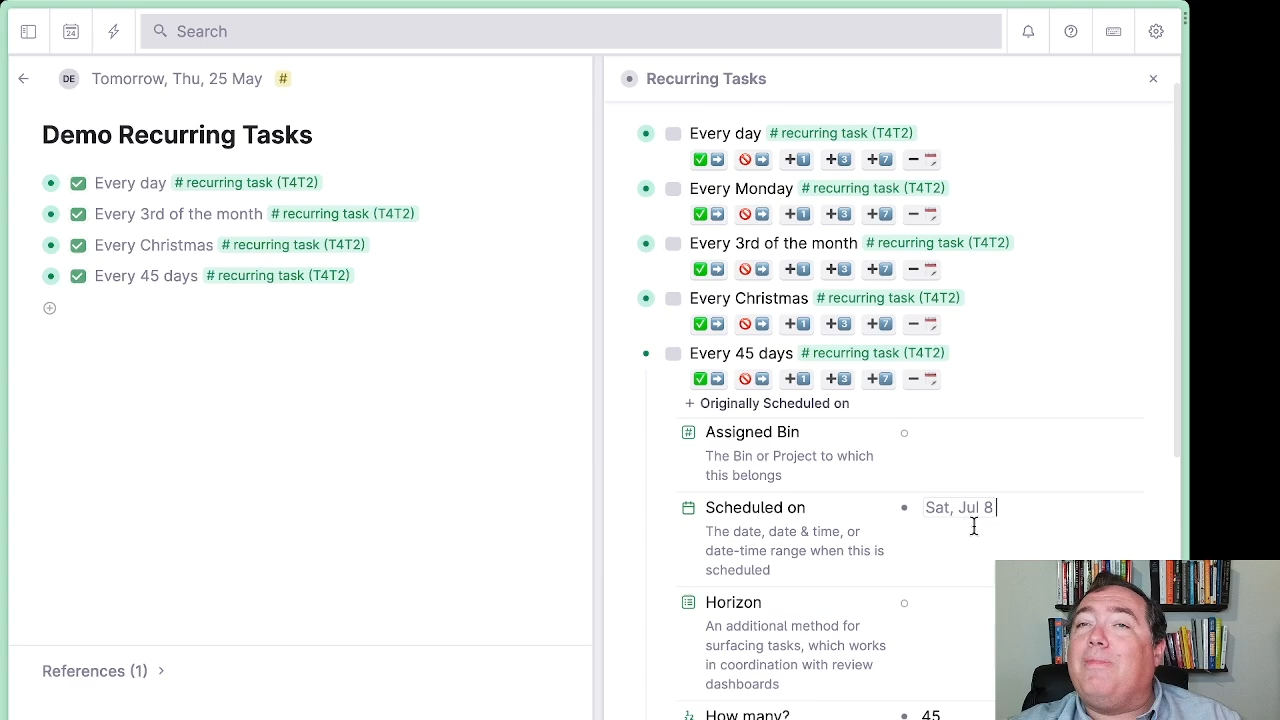 24
Search
DE Tomorrow, Thu, 25 May #
Demo Recurring Tasks
Every day # recurring task (T4T2)
Every 3rd of the month # recurring task (T4T2)
Every Christmas # recurring task (T4T2)
Every 45 days # recurring task (T4T2)
References (1)
Recurring Tasks
Every day # recurring task (T4T2)
+1 +3 +7 −
Every Monday # recurring task (T4T2)
+1 +3 +7 −
Every 3rd of the month # recurring task (T4T2)
+1 +3 +7 −
Every Christmas # recurring task (T4T2)
+1 +3 +7 −
Every 45 days # recurring task (T4T2)
+1 +3 +7 −
+ Originally Scheduled on
# Assigned Bin
The Bin or Project to which
this belongs
Scheduled on
Sat, Jul 8
The date, date & time, or
date-time range when this is
scheduled
Horizon
An additional method for
surfacing tasks, which works
in coordination with review
dashboards
How many? 45